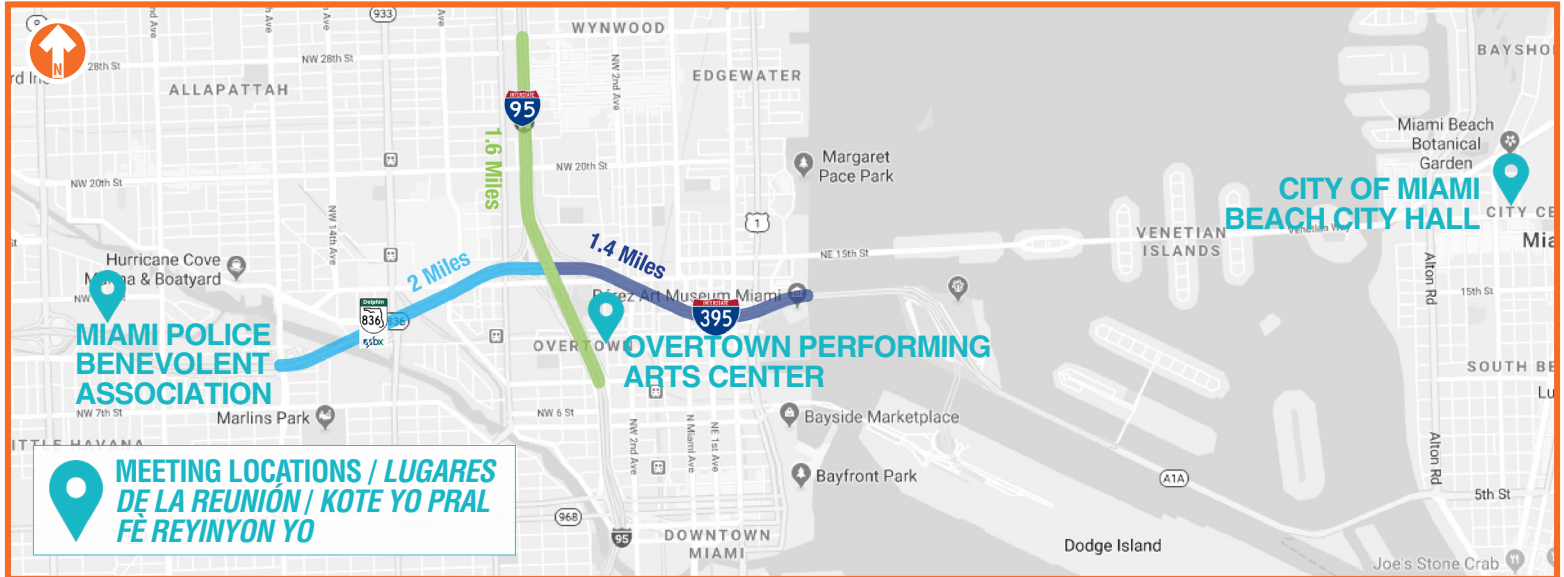 933
WYNWOOD
BAYSHO
N
28th St
NW 28th St
NW 2nd Ave
EDGEWATER
ALLAPATTAH
INTERSTATE
95
1.6 Miles
Miami Beach
Botanical
Garden
Margaret
Pace Park
NW 20th St
NW 20th St
CITY OF MIAMI
BEACH CITY HALL
CITY CE
NW 14th Ave
1
VENETIAN
ISLANDS
Venetian Way
Mia
NE 15th St
1.4 Miles
2 Miles
Hurricane Cove
Marina & Boatyard
Alton Rd
15th St
Pérez Art Museum Miami
NW
Dolphin
836
836
INTERSTATE
395
MIAMI POLICE
BENEVOLENT
ASSOCIATION
OVERTOWN
OVERTOWN PERFORMING
ARTS CENTER
SOUTH BE
Lu
NW 7th St
Marlins Park
NW 6 St
NW 2nd Ave
N Miami Ave
NE 1st Ave
Bayside Marketplace
LITTLE HAVANA
Bayfront Park
Alton Rd
A1A
5th St
MEETING LOCATIONS / LUGARES
DE LA REUNIÓN / KOTE YO PRAL
FÈ REYINYON YO
968
95
DOWNTOWN
MIAMI
Dodge Island
Joe's Stone Crab